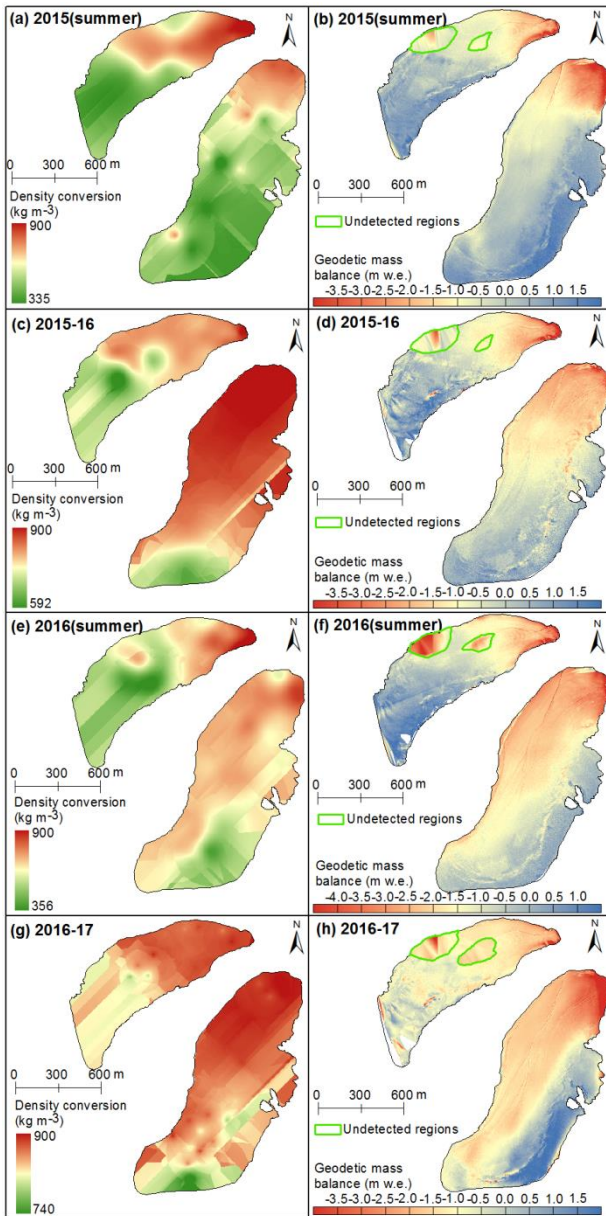 (a) 2015(summer)
N
0 300 600 m
Density conversion
(kg m-3)
900
335
(b) 2015(summer)
N
0 300 600 m
Undetected regions
Geodetic mass
balance (m w.e.)
-3.5 -3.0 -2.5 -2.0 -1.5 -1.0 -0.5 0.0 0.5 1.0 1.5
(c) 2015-16
N
0 300 600 m
Density conversion
(kg m-3)
900
592
(d) 2015-16
N
0 300 600 m
Undetected regions
Geodetic mass
balance (m w.e.)
-3.5 -3.0 -2.5 -2.0 -1.5 -1.0 -0.5 0.0 0.5 1.0 1.5
(e) 2016(summer)
N
0 300 600 m
Density conversion
(kg m-3)
900
356
(f) 2016(summer)
N
0 300 600 m
Undetected regions
Geodetic mass
balance (m w.e.)
-4.0 -3.5 -3.0 -2.5 -2.0 -1.5 -1.0 -0.5 0.0 0.5 1.0
(g) 2016-17
N
0 300 600 m
Density conversion
(kg m-3)
900
740
(h) 2016-17
N
0 300 600 m
Undetected regions
Geodetic mass
balance (m w.e.)
-3.5 -3.0 -2.5 -2.0 -1.5 -1.0 -0.5 0.0 0.5 1.0 1.5